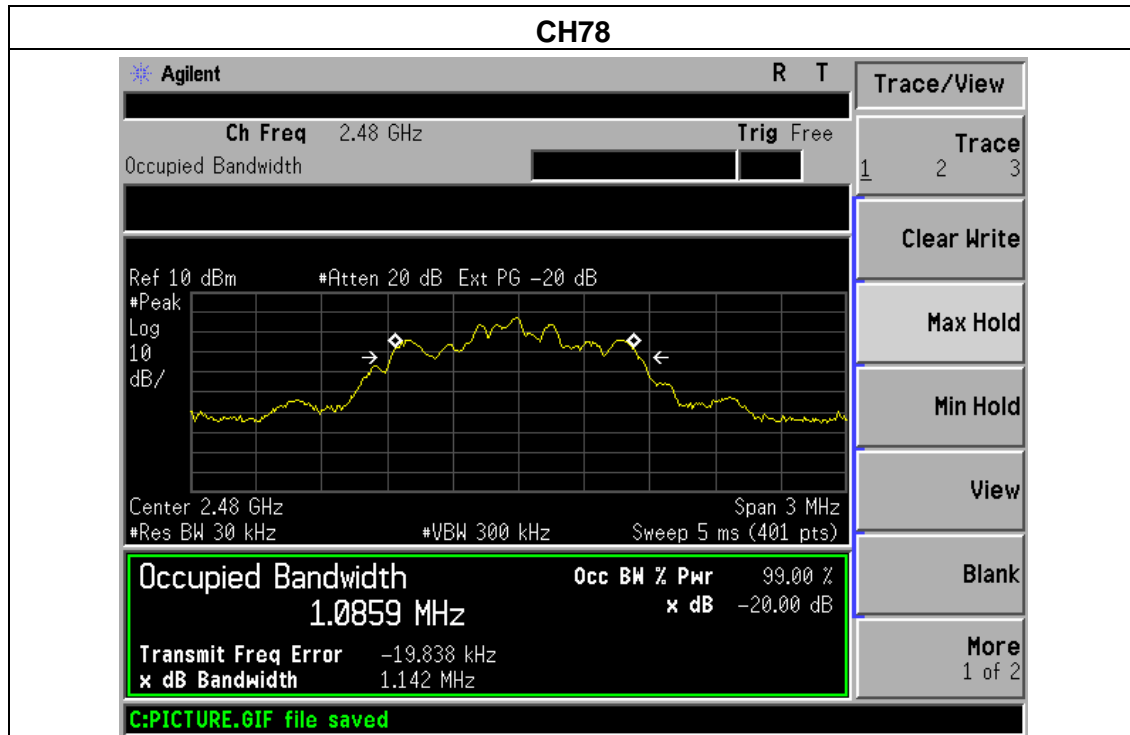 CH78
Agilent R T
Trace/View
Ch Freq 2.48 GHz Trig Free
Occupied Bandwidth
Trace
1 2 3
Clear Write
Ref 10 dBm #Atten 20 dB Ext PG -20 dB
#Peak
Log
10
dB/
Max Hold
Min Hold
View
Center 2.48 GHz Span 3 MHz
#Res BW 30 kHz #VBW 300 kHz Sweep 5 ms (401 pts)
Occupied Bandwidth Occ BW % Pwr 99.00 %
1.0859 MHz x dB -20.00 dB
Blank
Transmit Freq Error -19.838 kHz
x dB Bandwidth 1.142 MHz
More
1 of 2
C:PICTURE.GIF file saved